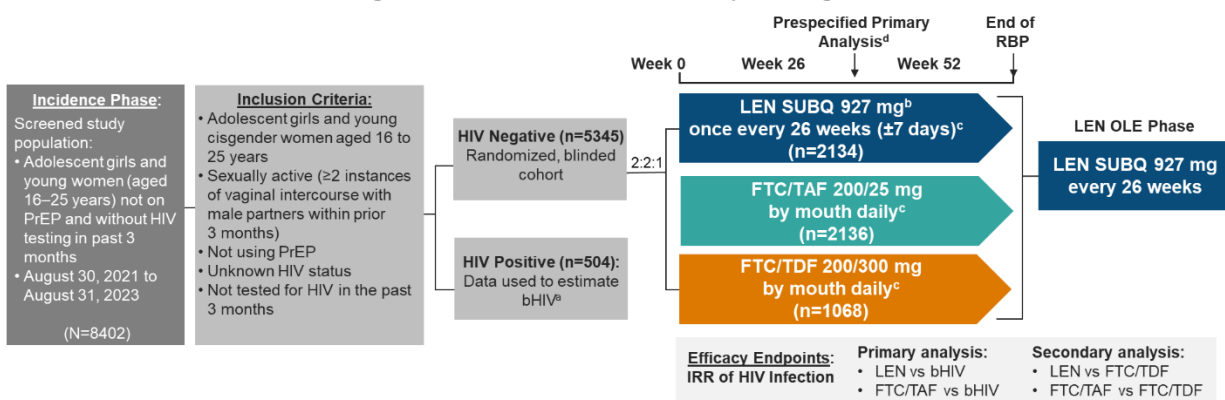 Prespecified Primary
Analysisᵈ
End of
RBP
Week 0
Week 26
Week 52
Incidence Phase:
Screened study
population:
• Adolescent girls and
young women (aged
16–25 years) not on
PrEP and without HIV
testing in past 3
months
• August 30, 2021 to
August 31, 2023
(N=8402)
Inclusion Criteria:
• Adolescent girls and young
cisgender women aged 16 to
25 years
• Sexually active (≥2 instances
of vaginal intercourse with
male partners within prior
3 months)
• Not using PrEP
• Unknown HIV status
• Not tested for HIV in the past
3 months
HIV Negative (n=5345)
Randomized, blinded
cohort
HIV Positive (n=504):
Data used to estimate
bHIVᵃ
2:2:1
LEN SUBQ 927 mgᵇ
once every 26 weeks (±7 days)ᶜ
(n=2134)
FTC/TAF 200/25 mg
by mouth dailyᶜ
(n=2136)
FTC/TDF 200/300 mg
by mouth dailyᶜ
(n=1068)
LEN OLE Phase
LEN SUBQ 927 mg
every 26 weeks
Efficacy Endpoints:
IRR of HIV Infection
Primary analysis:
• LEN vs bHIV
• FTC/TAF vs bHIV
Secondary analysis:
• LEN vs FTC/TDF
• FTC/TAF vs FTC/TDF